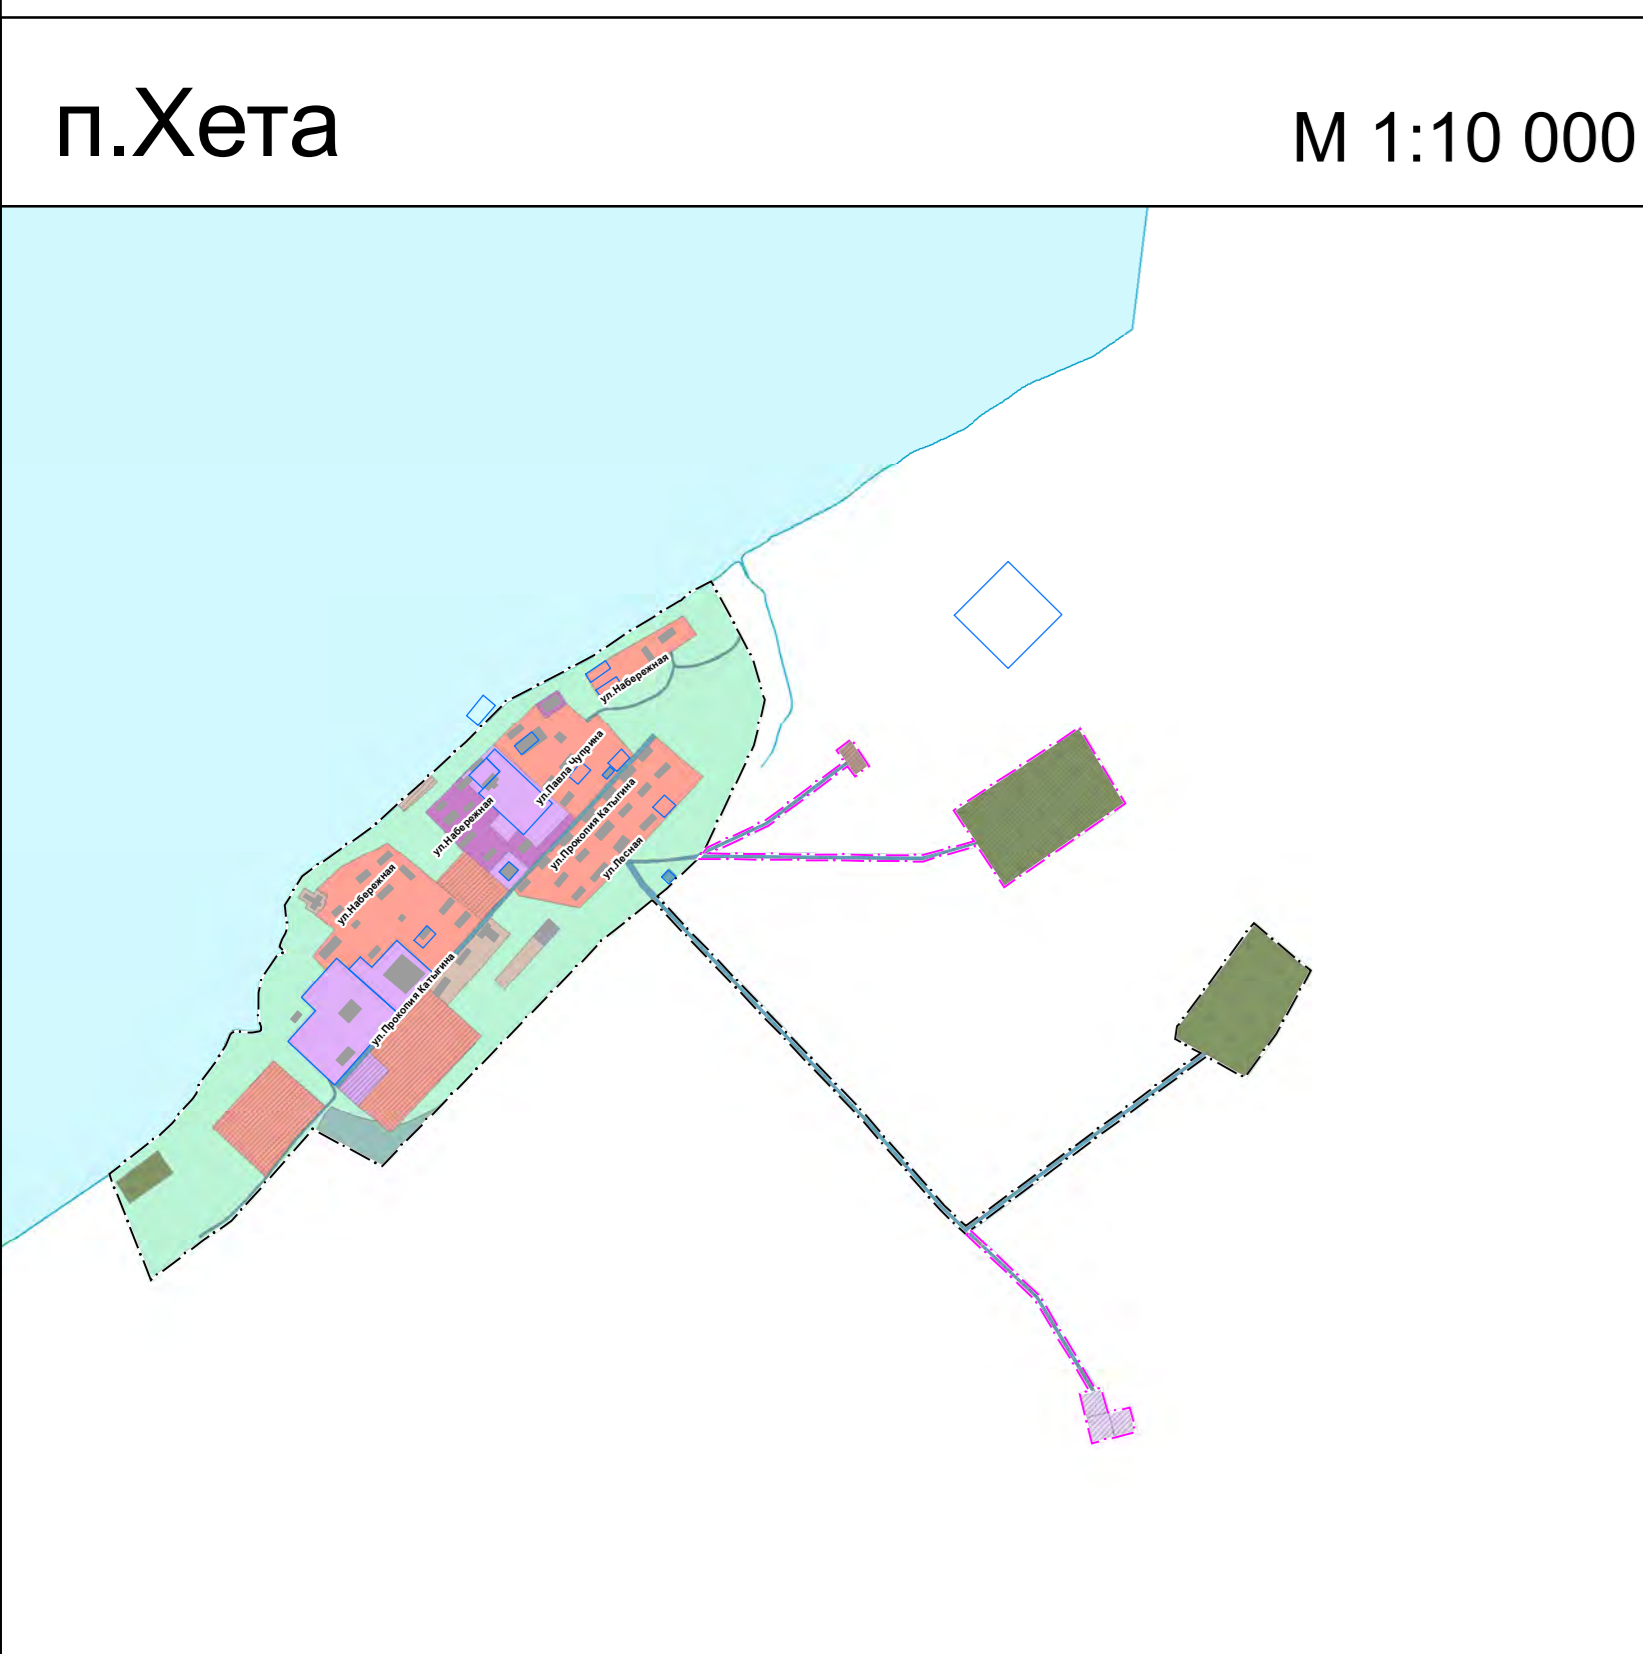 п.Хета
М 1:10 000
ул.Набережная
ул.Павла Чуприна
ул.Набережная
ул.Прокопия Катыгина
ул.Лесная
ул.Набережная
ул.Прокопия Катыгина